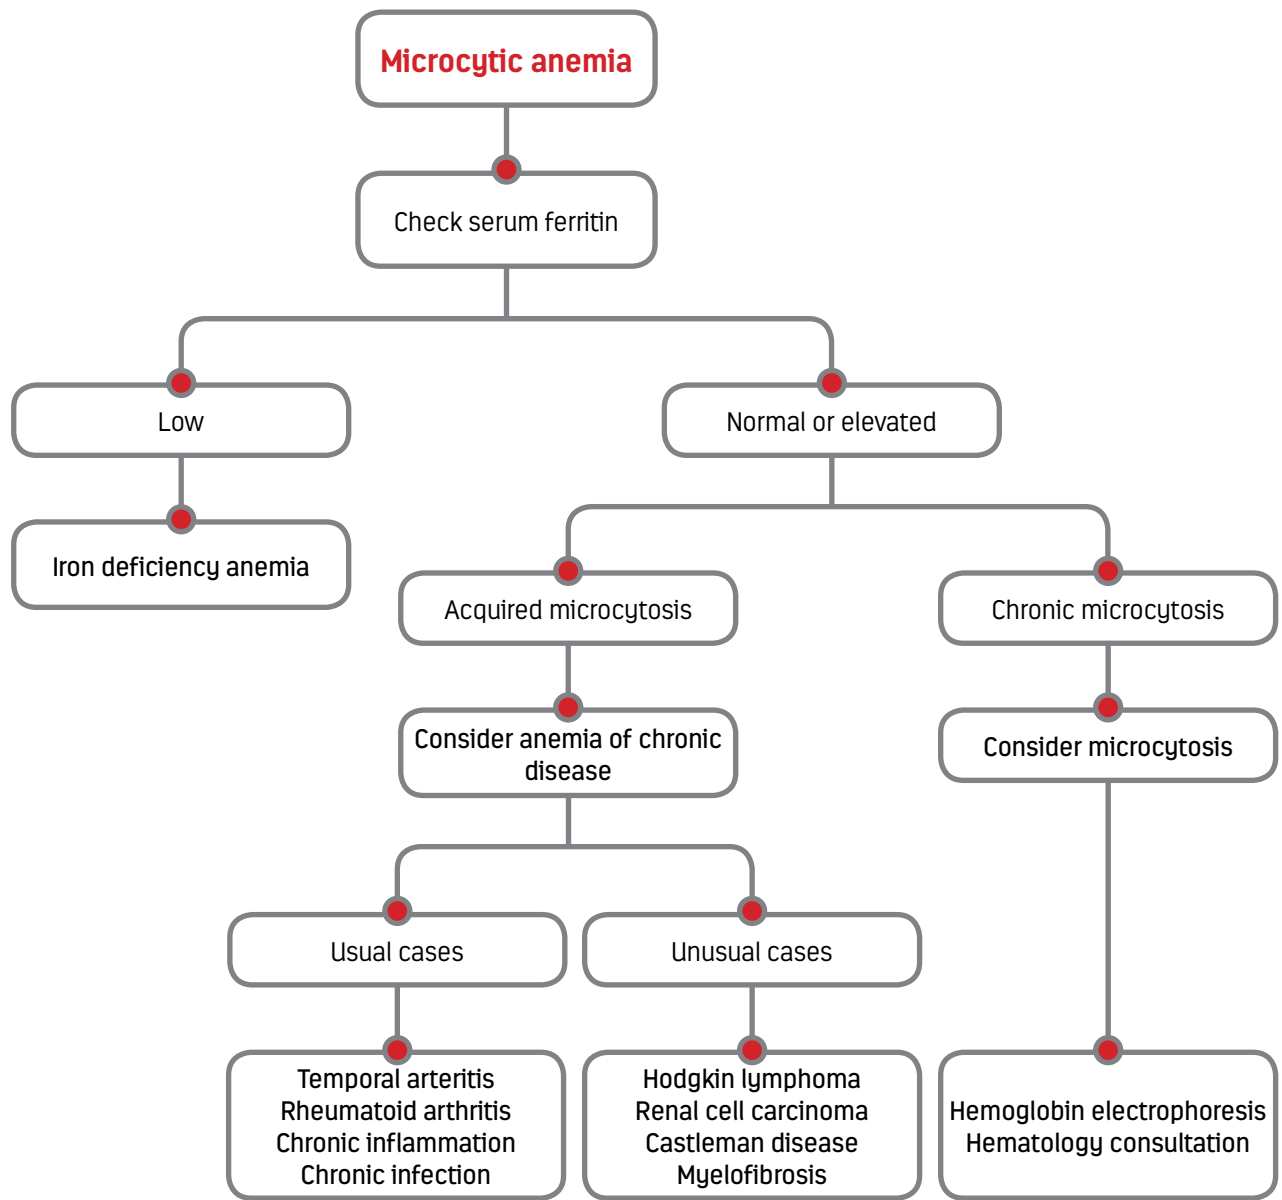 Microcytic anemia
Check serum ferritin
Low
Normal or elevated
Iron deficiency anemia
Acquired microcytosis
Chronic microcytosis
Consider anemia of chronic
disease
Consider microcytosis
Usual cases
Unusual cases
Temporal arteritis
Rheumatoid arthritis
Chronic inflammation
Chronic infection
Hodgkin lymphoma
Renal cell carcinoma
Castleman disease
Myelofibrosis
Hemoglobin electrophoresis
Hematology consultation